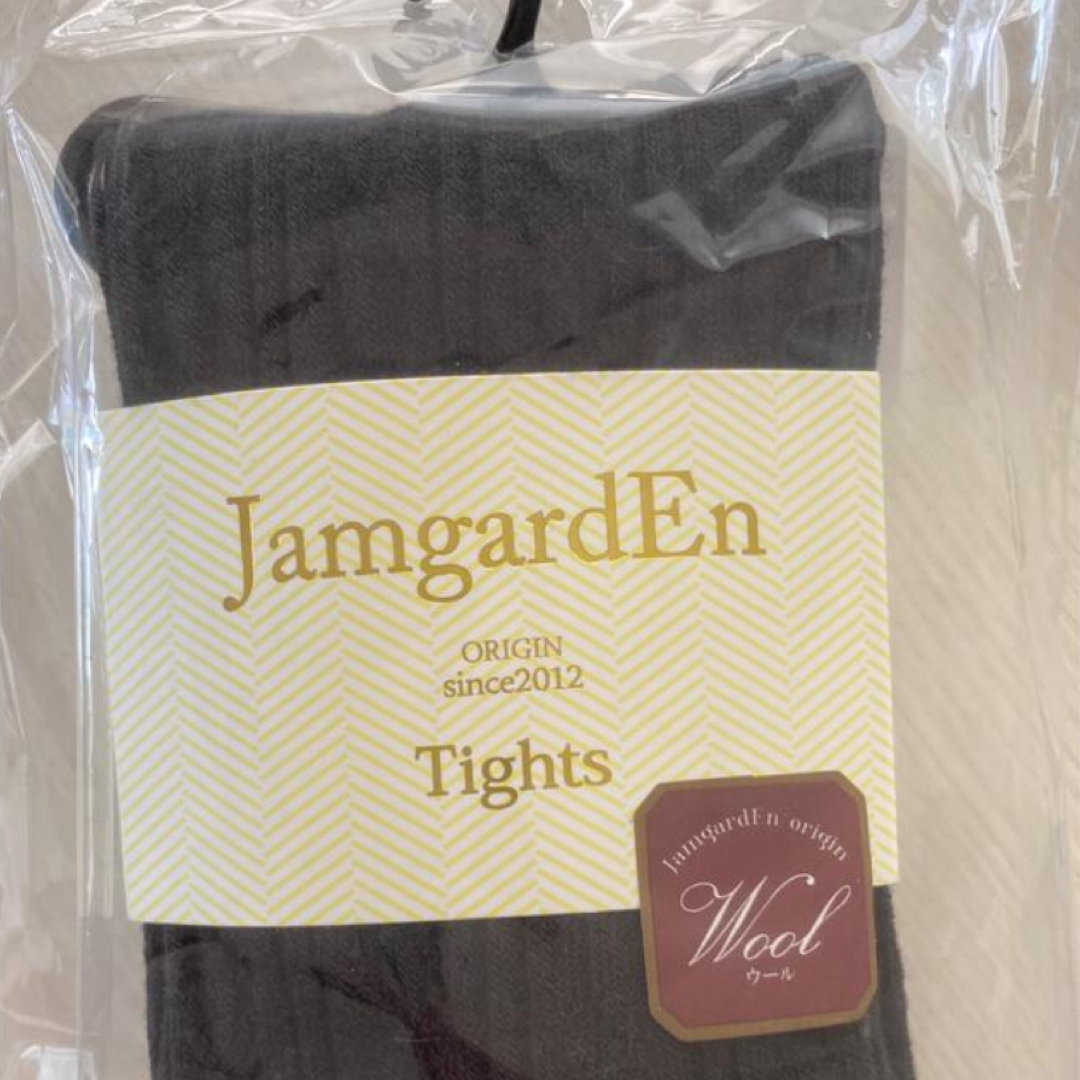 JamgardEn
ORIGIN
since2012
Tights
JamgardEn origin
Wool
ウール